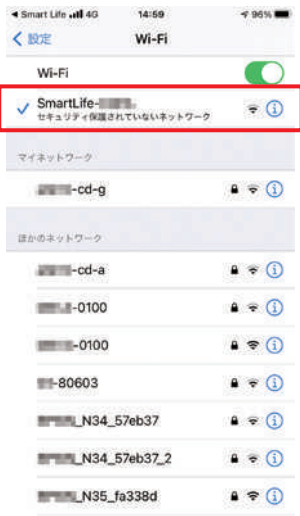 Smart Life 4G 14:59 96%
設定 Wi-Fi
Wi-Fi
SmartLife-
セキュリティ保護されていないネットワーク
マイネットワーク
-cd-g
ほかのネットワーク
-cd-a
-0100
-0100
-80603
_N34_57eb37
_N34_57eb37_2
_N35_fa338d